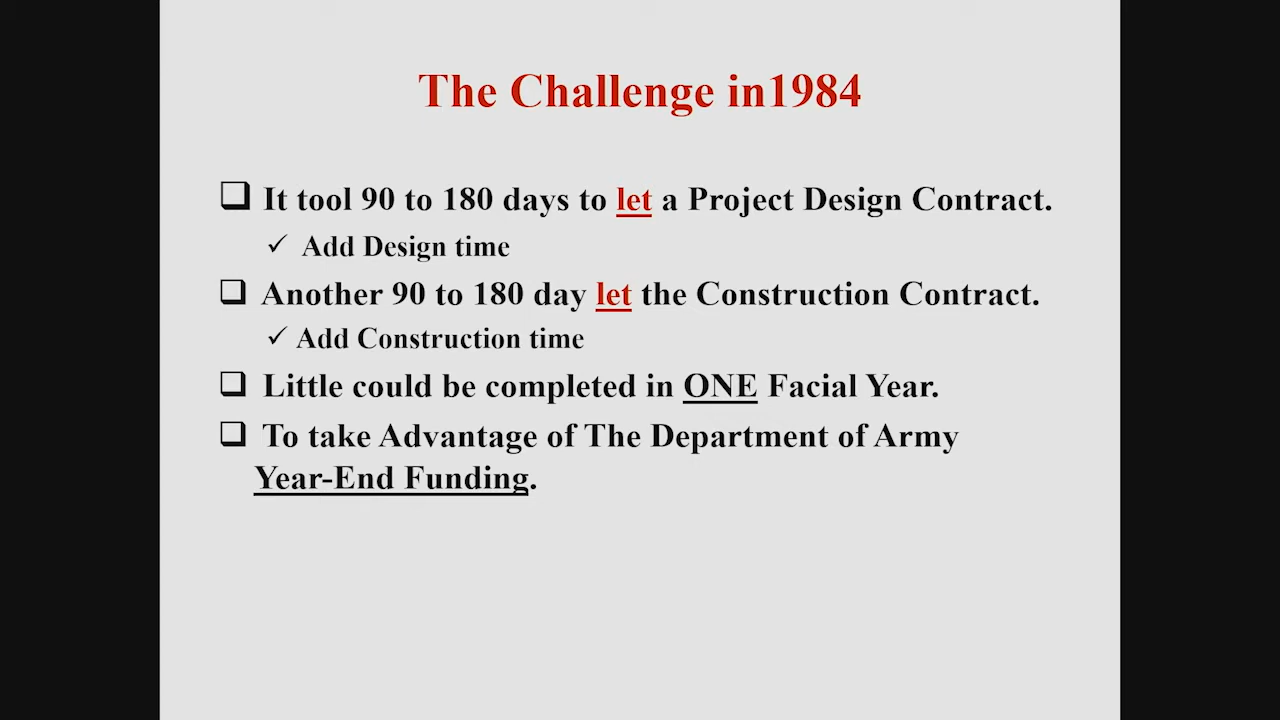 The Challenge in1984
It tool 90 to 180 days to let a Project Design Contract.
Add Design time
Another 90 to 180 day let the Construction Contract.
Add Construction time
Little could be completed in ONE Facial Year.
To take Advantage of The Department of Army
Year-End Funding.